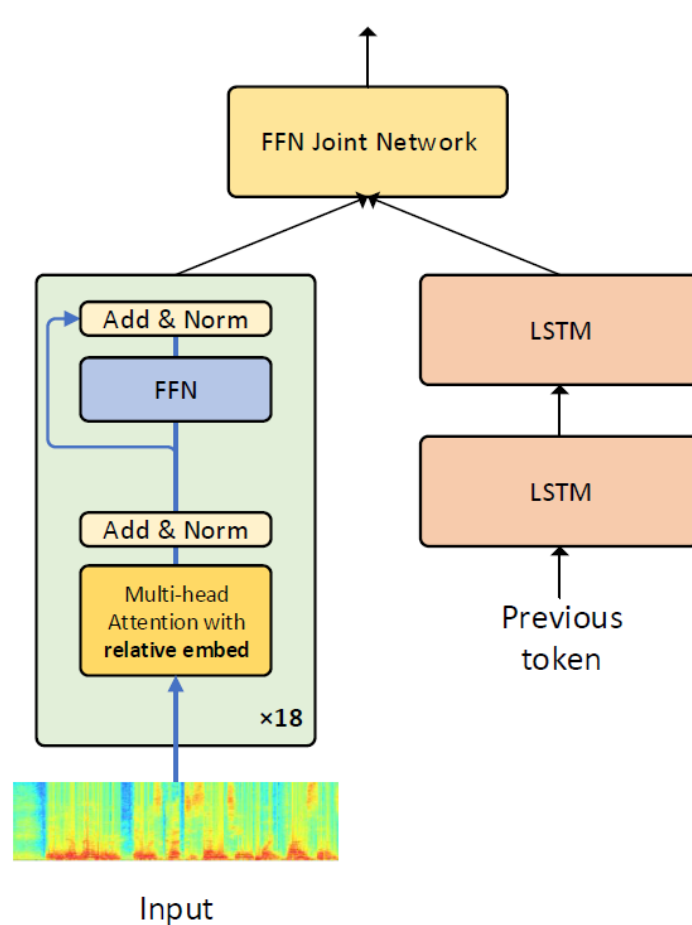 FFN Joint Network
Add & Norm
FFN
Add & Norm
Multi-head
Attention with
relative embed
×18
Input
LSTM
LSTM
Previous
token